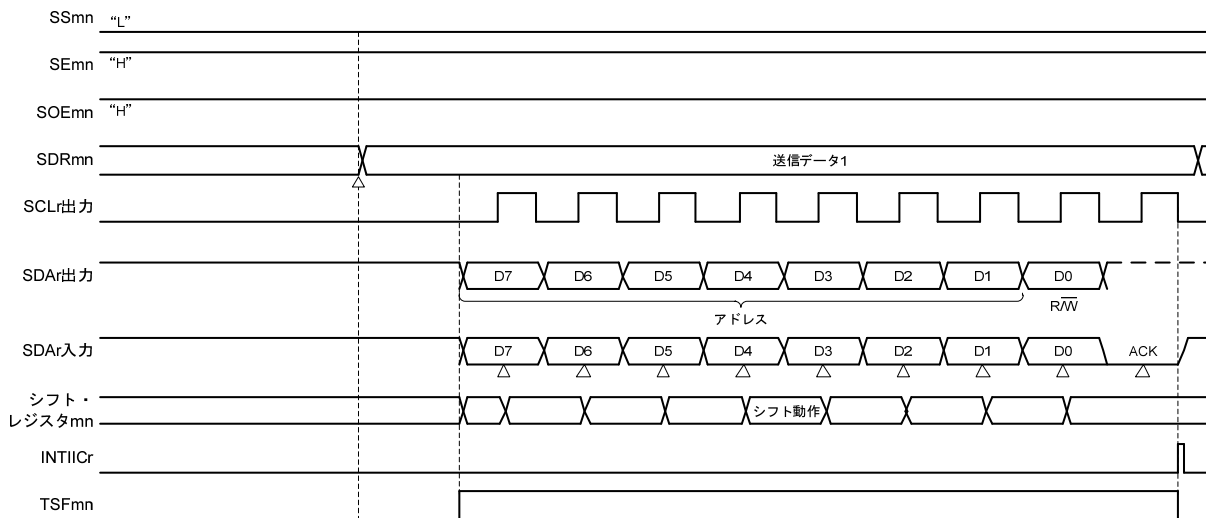 SSmn “L”
SEmn “H”
SOEmn “H”
SDRmn 送信データ1
SCLr出力
SDAr出力 D7 D6 D5 D4 D3 D2 D1 D0
アドレス R/W̅
SDAr入力 D7 D6 D5 D4 D3 D2 D1 D0 ACK
シフト・
レジスタmn シフト動作
INTIICr
TSFmn